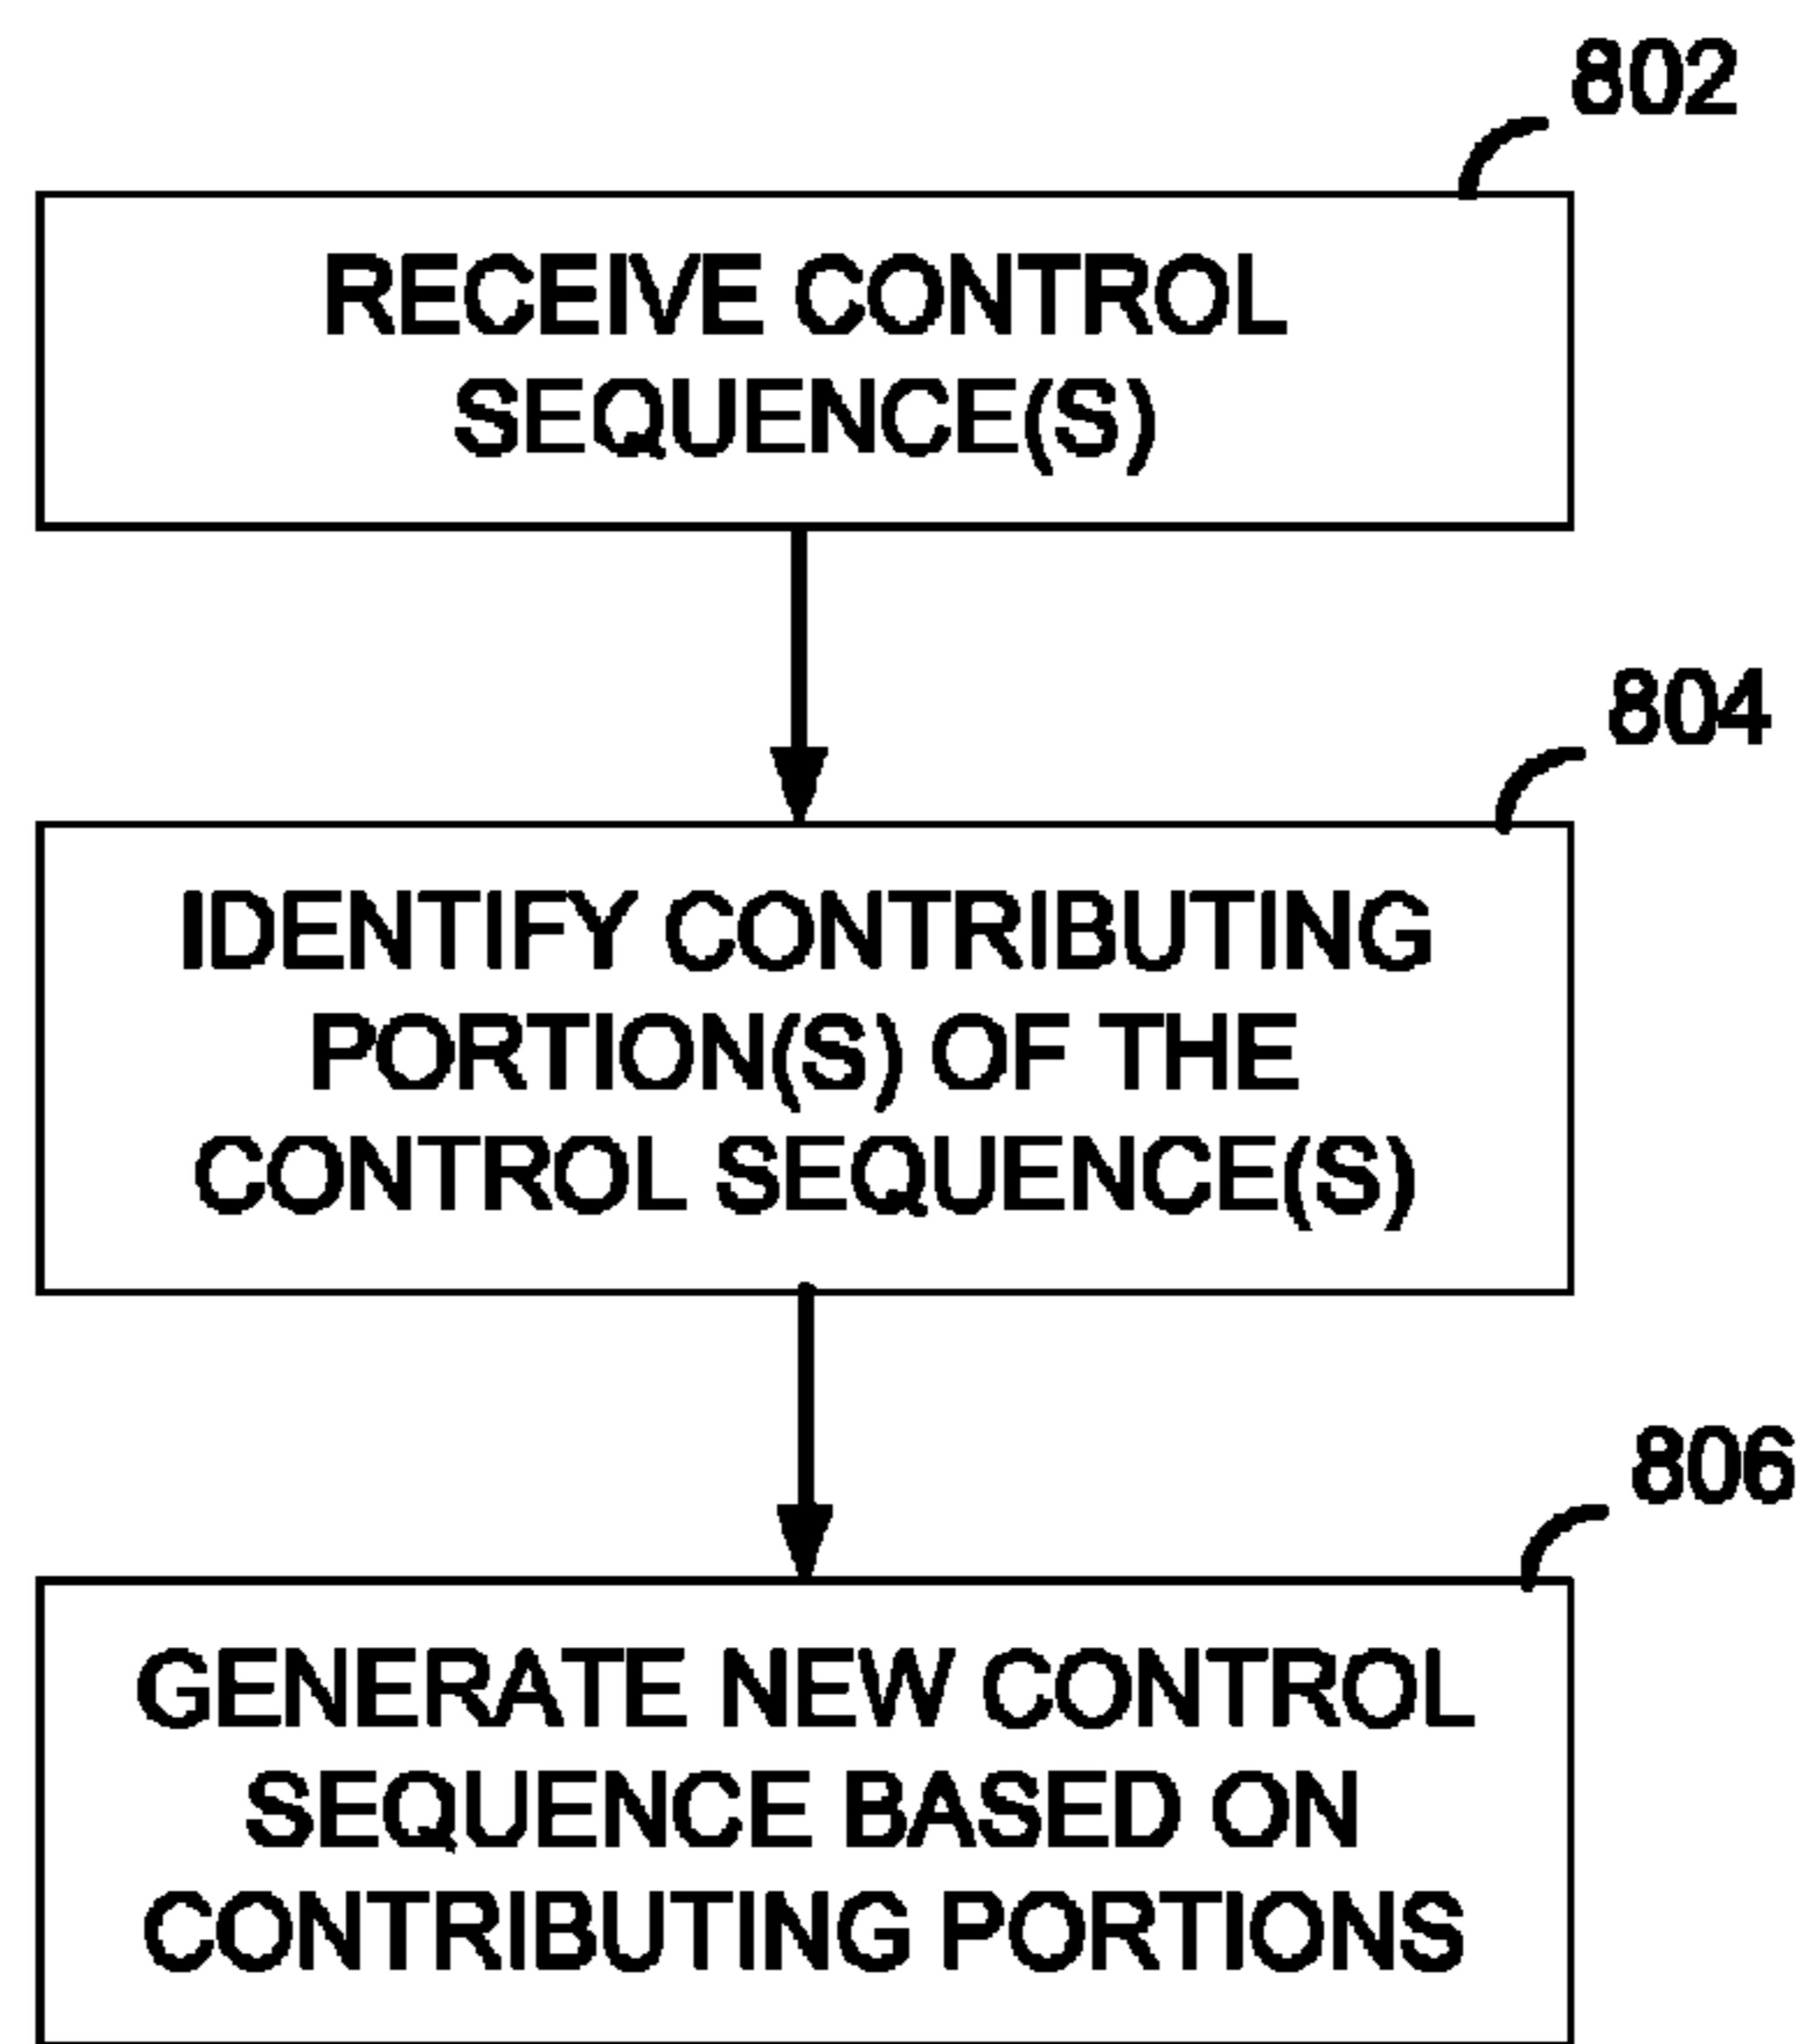 802
RECEIVE CONTROL
SEQUENCE(S)
804
IDENTIFY CONTRIBUTING
PORTION(S) OF THE
CONTROL SEQUENCE(S)
806
GENERATE NEW CONTROL
SEQUENCE BASED ON
CONTRIBUTING PORTIONS